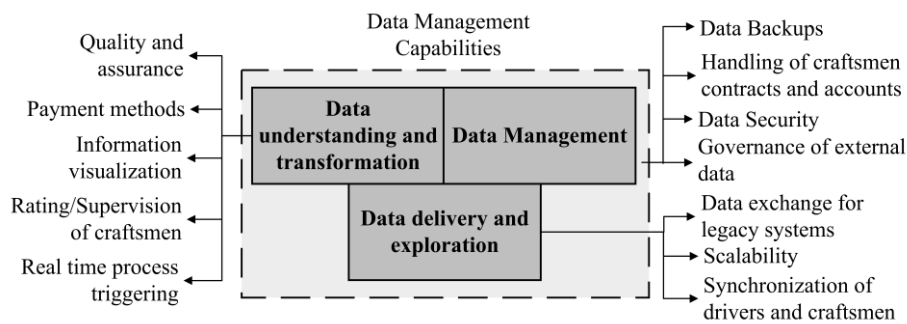 Data Management
Capabilities
Quality and
assurance
Payment methods
Information
visualization
Rating/Supervision
of craftsmen
Real time process
triggering
Data
understanding and
transformation
Data Management
Data delivery and
exploration
Data Backups
Handling of craftsmen
contracts and accounts
Data Security
Governance of external
data
Data exchange for
legacy systems
Scalability
Synchronization of
drivers and craftsmen